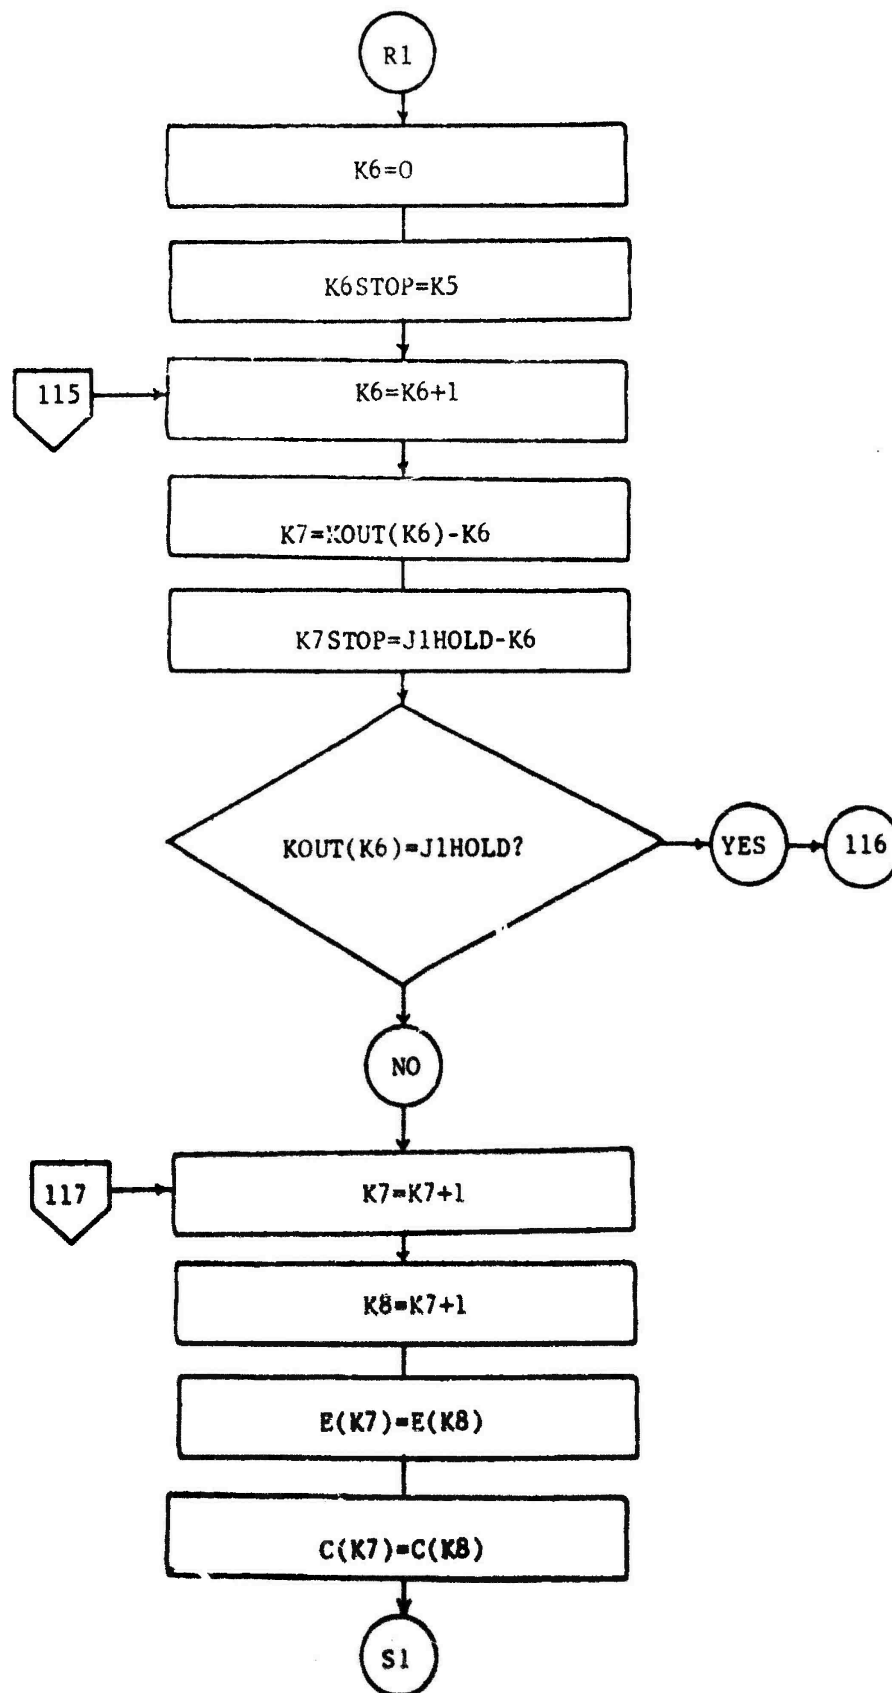 R1
K6=0
K6STOP=K5
115
K6=K6+1
K7=KOUT(K6)-K6
K7STOP=J1HOLD-K6
KOUT(K6)=J1HOLD?
YES
116
NO
117
K7=K7+1
K8=K7+1
E(K7)=E(K8)
C(K7)=C(K8)
S1